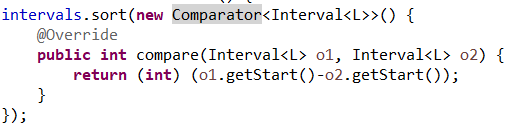 intervals.sort(new Comparator<Interval<L>>() {
@Override
public int compare(Interval<L> o1, Interval<L> o2) {
return (int) (o1.getStart()-o2.getStart());
}
});